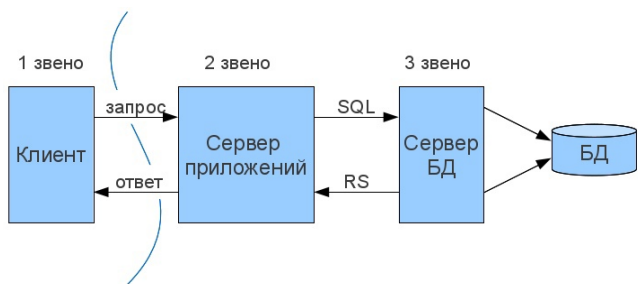 1 звено
2 звено
3 звено
запрос
SQL
Клиент
Сервер
приложений
Сервер
БД
БД
ответ
RS